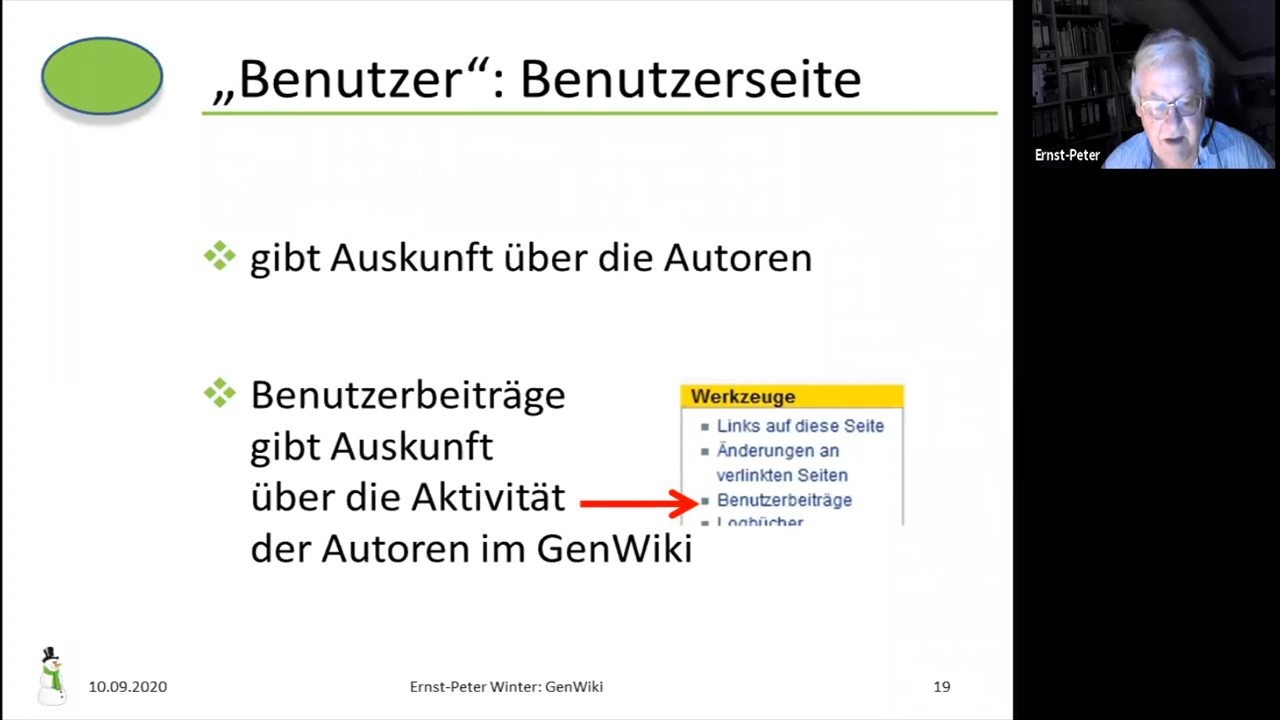 „Benutzer“: Benutzerseite
Ernst-Peter
gibt Auskunft über die Autoren
Benutzerbeiträge
gibt Auskunft
über die Aktivität
der Autoren im GenWiki
Werkzeuge
Links auf diese Seite
Änderungen an
verlinkten Seiten
Benutzerbeiträge
Logbücher
10.09.2020
Ernst-Peter Winter: GenWiki
19